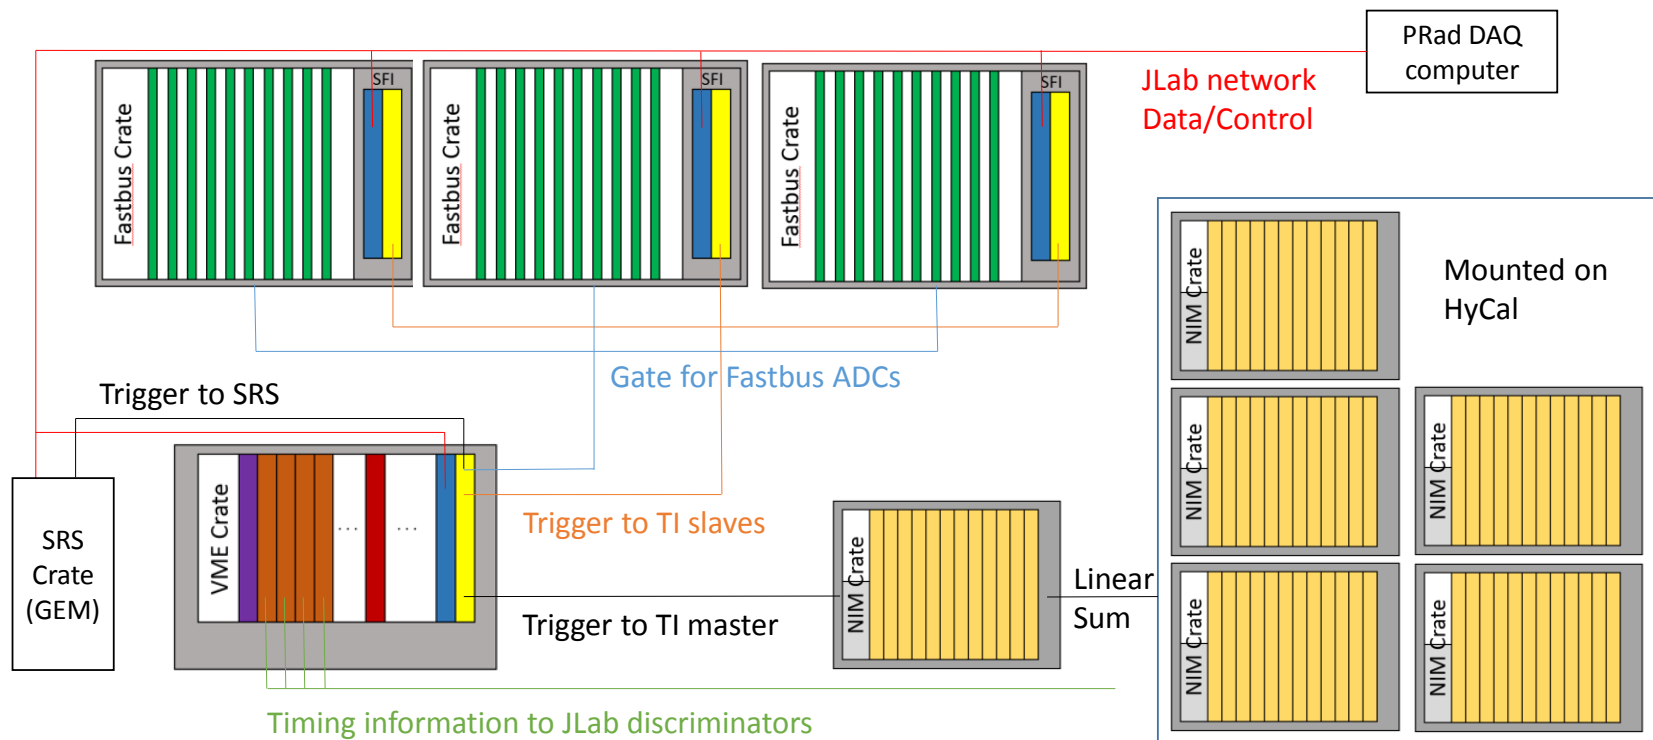 PRad DAQ
computer
JLab network
Data/Control
SFI
SFI
SFI
Fastbus Crate
Fastbus Crate
Fastbus Crate
Mounted on
HyCal
NIM Crate
Gate for Fastbus ADCs
Trigger to SRS
NIM Crate
NIM Crate
SRS
Crate
(GEM)
VME Crate
...
...
Trigger to TI slaves
NIM Crate
Linear
Sum
Trigger to TI master
NIM Crate
NIM Crate
Timing information to JLab discriminators